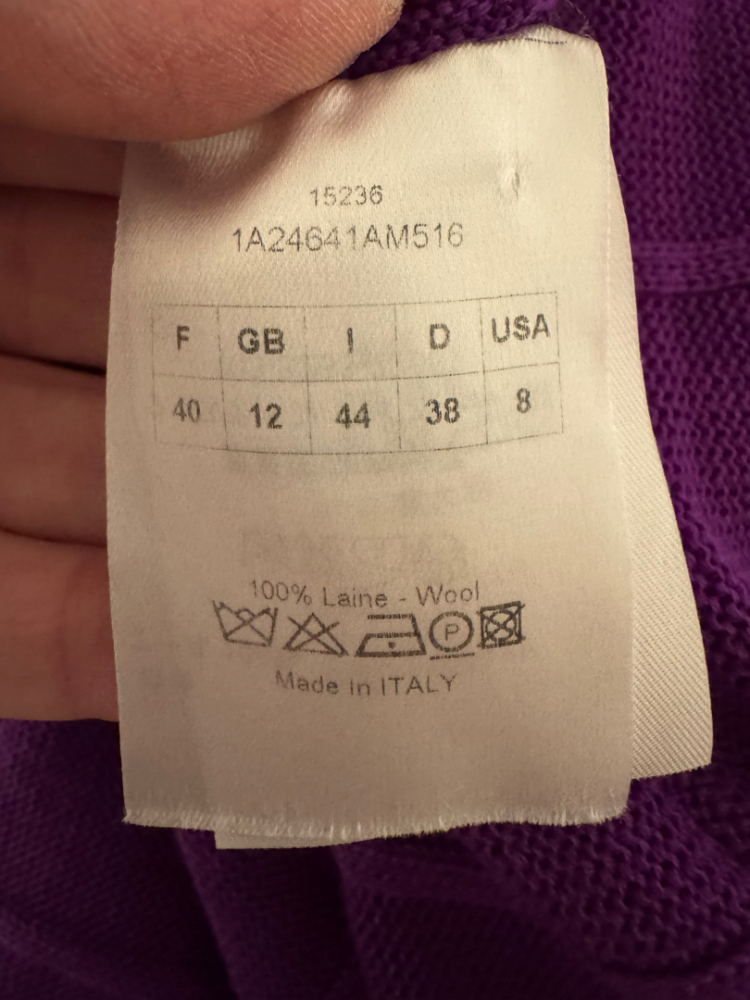 15236
1A24641AM516
F GB I D USA
40 12 44 38 8
100% Laine - Wool
P
Made in ITALY